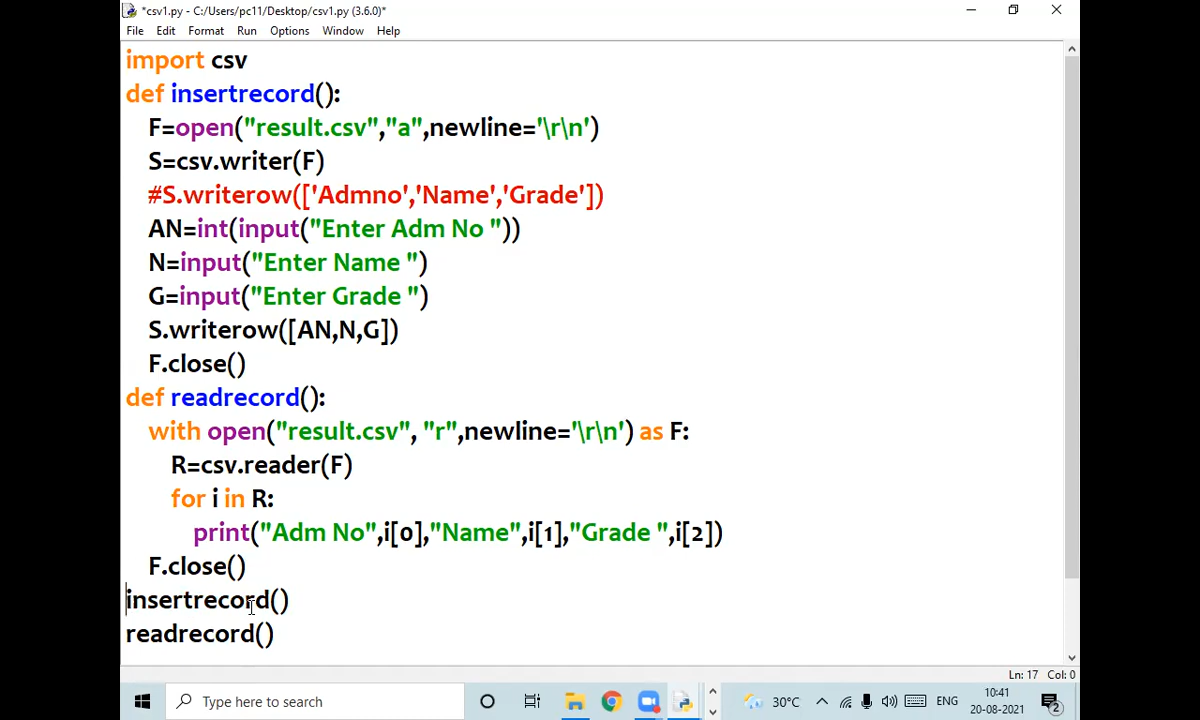 *csv1.py - C:/Users/pc11/Desktop/csv1.py (3.6.0)*
File Edit Format Run Options Window Help
import csv
def insertrecord():
F=open("result.csv","a",newline='\r\n')
S=csv.writer(F)
#S.writerow(['Admno','Name','Grade'])
AN=int(input("Enter Adm No "))
N=input("Enter Name ")
G=input("Enter Grade ")
S.writerow([AN,N,G])
F.close()
def readrecord():
with open("result.csv", "r",newline='\r\n') as F:
R=csv.reader(F)
for i in R:
print("Adm No",i[0],"Name",i[1],"Grade ",i[2])
F.close()
insertrecord()
readrecord()
Ln: 17 Col: 0
Type here to search
30°C
ENG
10:41
20-08-2021
2